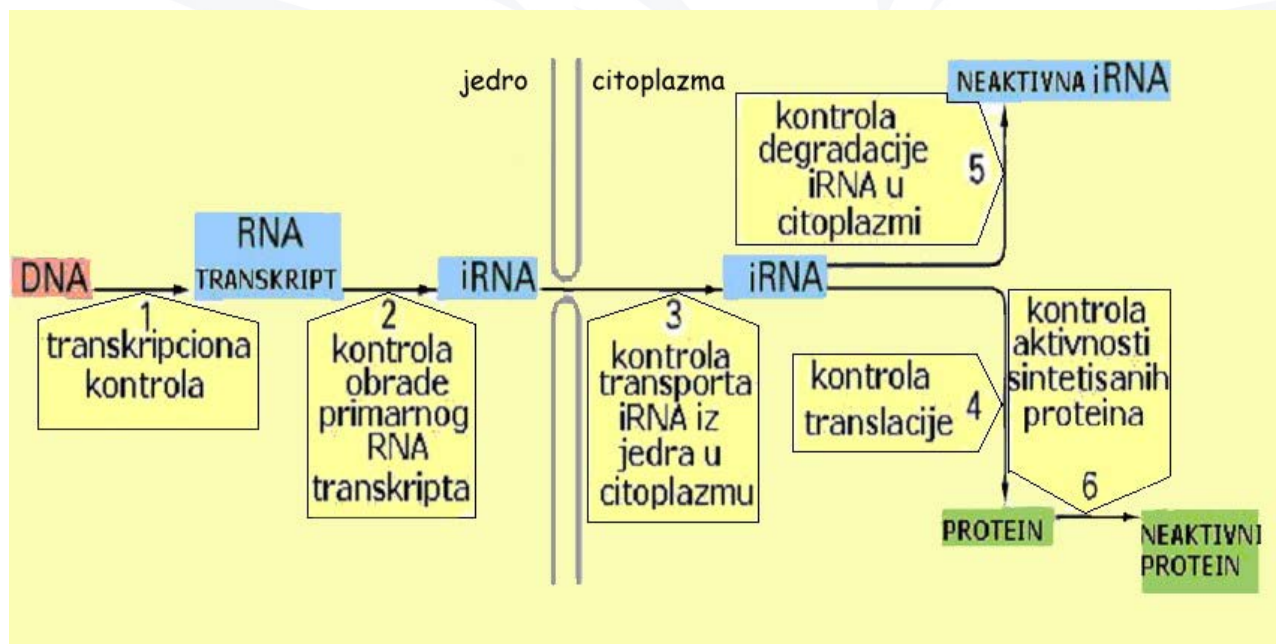 jedro
citoplazma
DNA
RNA
TRANSKRIPT
iRNA
iRNA
NEAKTIVNA iRNA
1
transkripciona
kontrola
2
kontrola
obrade
primarnog
RNA
transkripta
3
kontrola
transporta
iRNA iz
jedra u
citoplazmu
kontrola
degradacije
iRNA u
citoplazmi
5
kontrola
translacije 4
kontrola
aktivnosti
sintetisanih
proteina
6
PROTEIN
NEAKTIVNI
PROTEIN